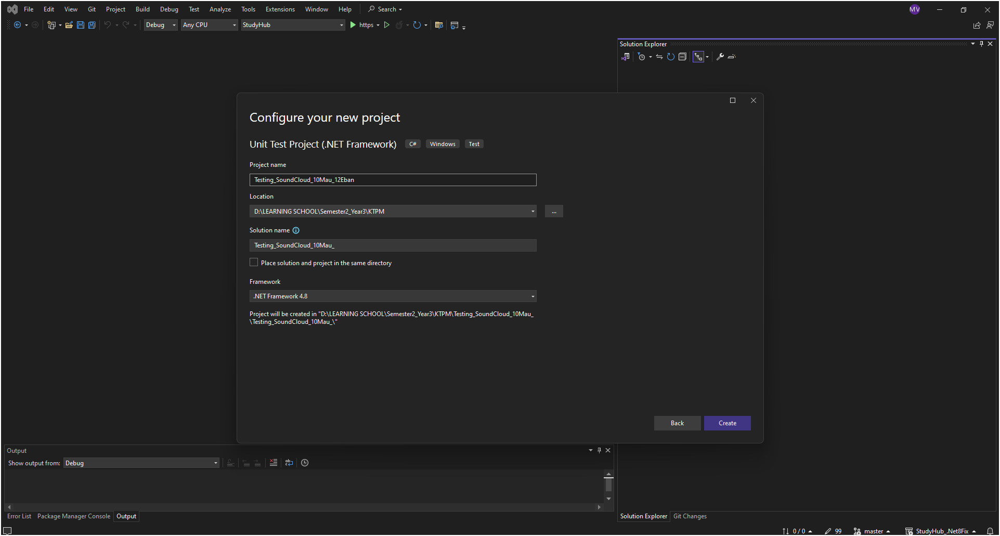 File Edit View Git Project Build Debug Test Analyze Tools Extensions Window Help Search MV
Debug Any CPU StudyHub https
Solution Explorer
Configure your new project
Unit Test Project (.NET Framework) C# Windows Test
Project name
Testing_SoundCloud_10Mau_12Eban
Location
D:\LEARNING SCHOOL\Semester2_Year3\KTPM ...
Solution name
Testing_SoundCloud_10Mau_
Place solution and project in the same directory
Framework
.NET Framework 4.8
Project will be created in "D:\LEARNING SCHOOL\Semester2_Year3\KTPM\Testing_SoundCloud_10Mau_
\Testing_SoundCloud_10Mau_\"
Back Create
Output
Show output from: Debug
Error List Package Manager Console Output
Solution Explorer Git Changes
0 / 0 99 master StudyHub_.Net8Fix